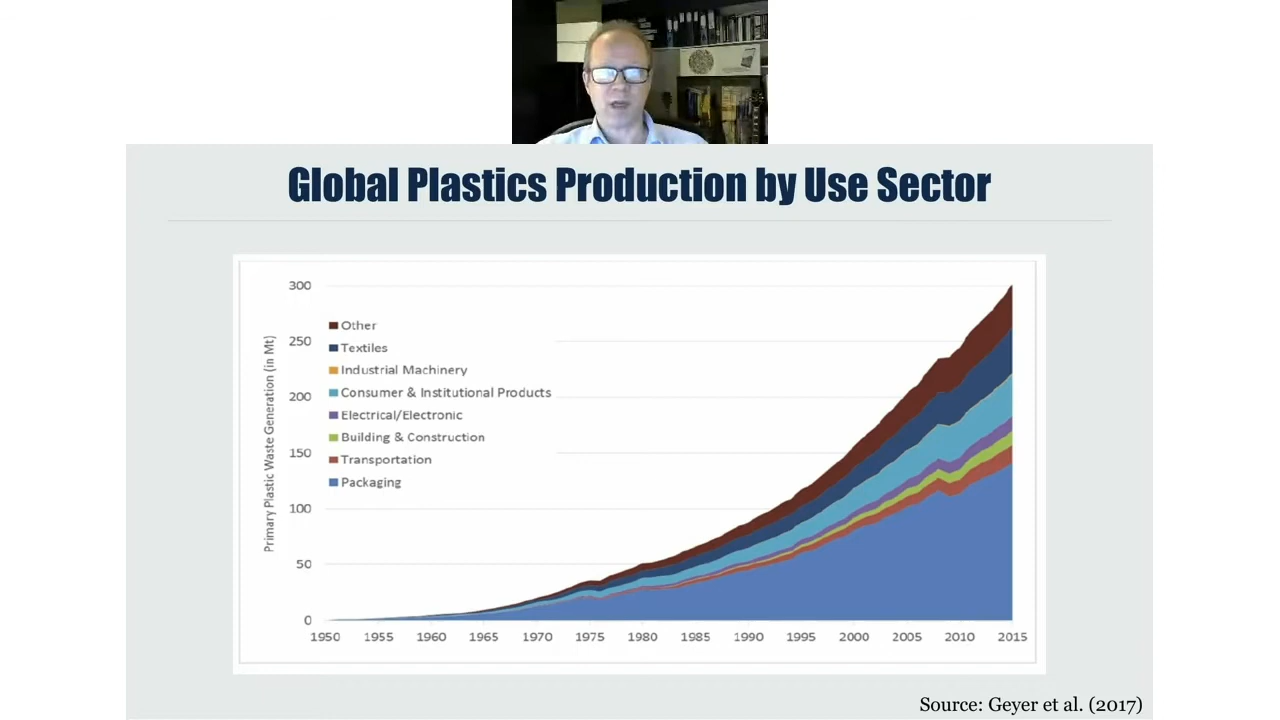 Global Plastics Production by Use Sector
Primary Plastic Waste Generation (in Mt)
300
250
200
150
100
50
0
Other
Textiles
Industrial Machinery
Consumer & Institutional Products
Electrical/Electronic
Building & Construction
Transportation
Packaging
1950 1955 1960 1965 1970 1975 1980 1985 1990 1995 2000 2005 2010 2015
Source: Geyer et al. (2017)